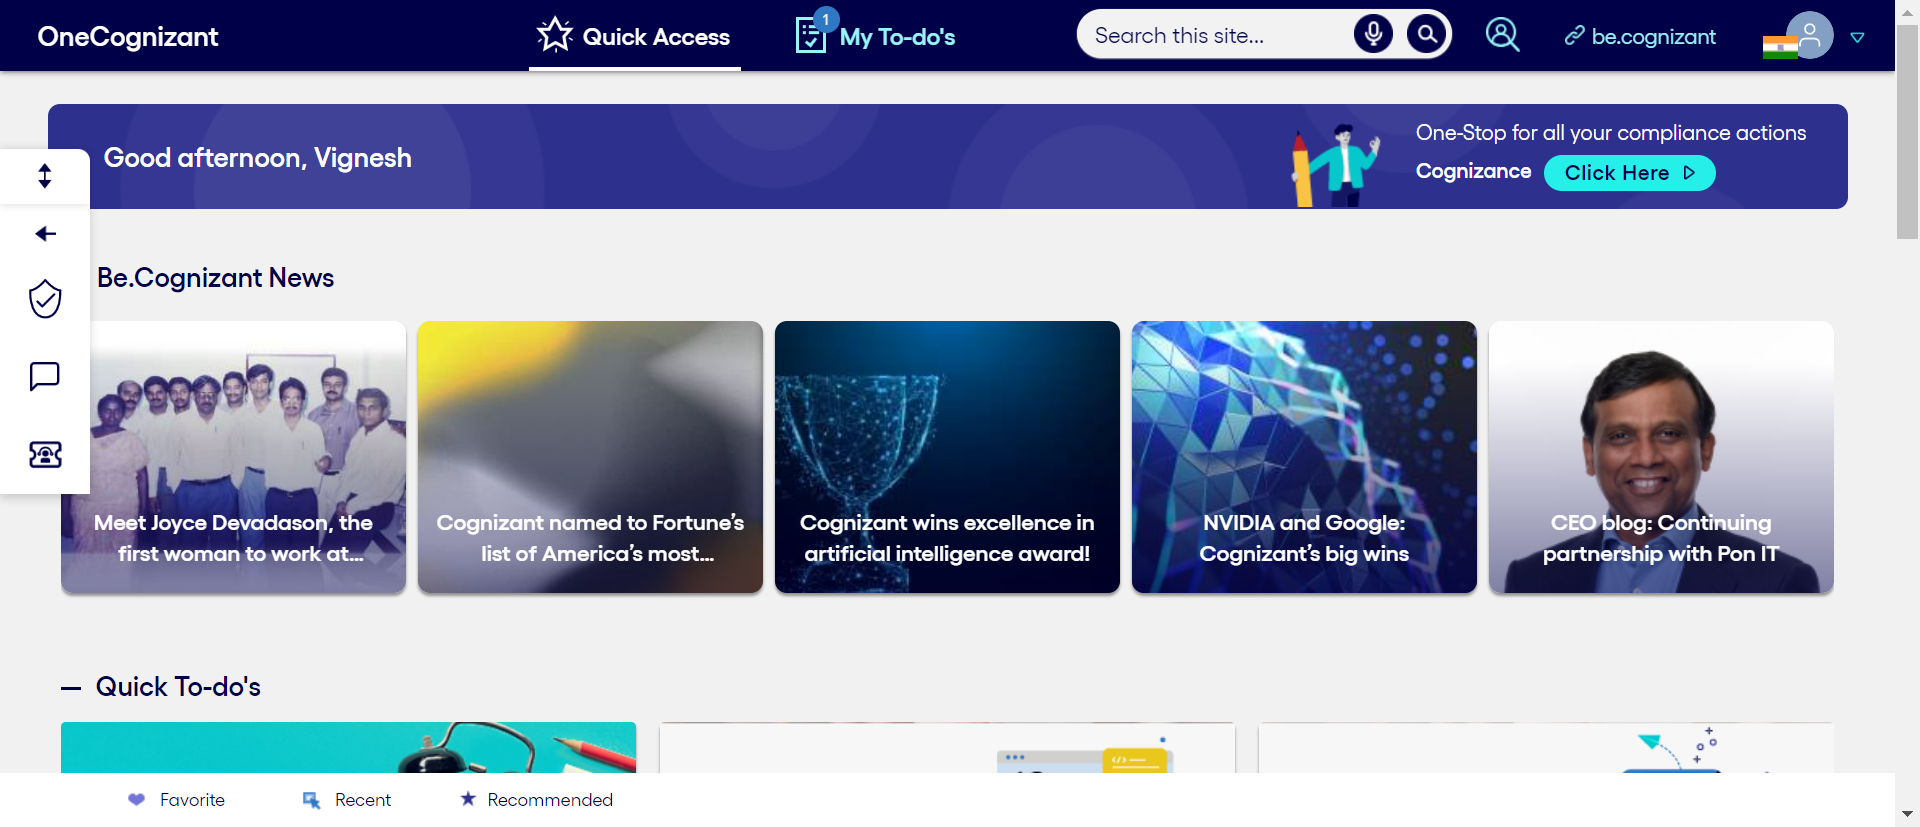 OneCognizant
Quick Access
1
My To-do's
Search this site...
be.cognizant
Good afternoon, Vignesh
One-Stop for all your compliance actions
Cognizance
Click Here
Be.Cognizant News
Meet Joyce Devadason, the
first woman to work at...
Cognizant named to Fortune’s
list of America’s most...
Cognizant wins excellence in
artificial intelligence award!
NVIDIA and Google:
Cognizant’s big wins
CEO blog: Continuing
partnership with Pon IT
Quick To-do's
</>
Favorite
Recent
Recommended